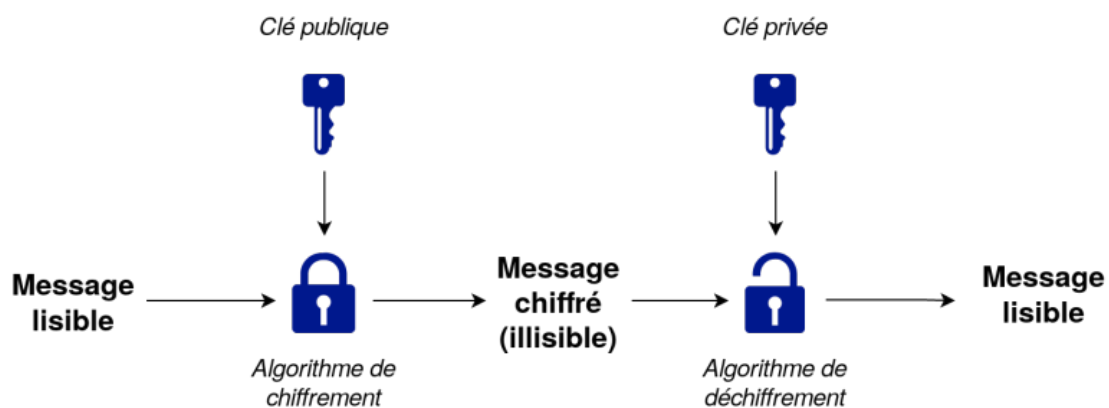 Clé publique
Clé privée
Message
lisible
Message
chiffré
(illisible)
Message
lisible
Algorithme de
chiffrement
Algorithme de
déchiffrement